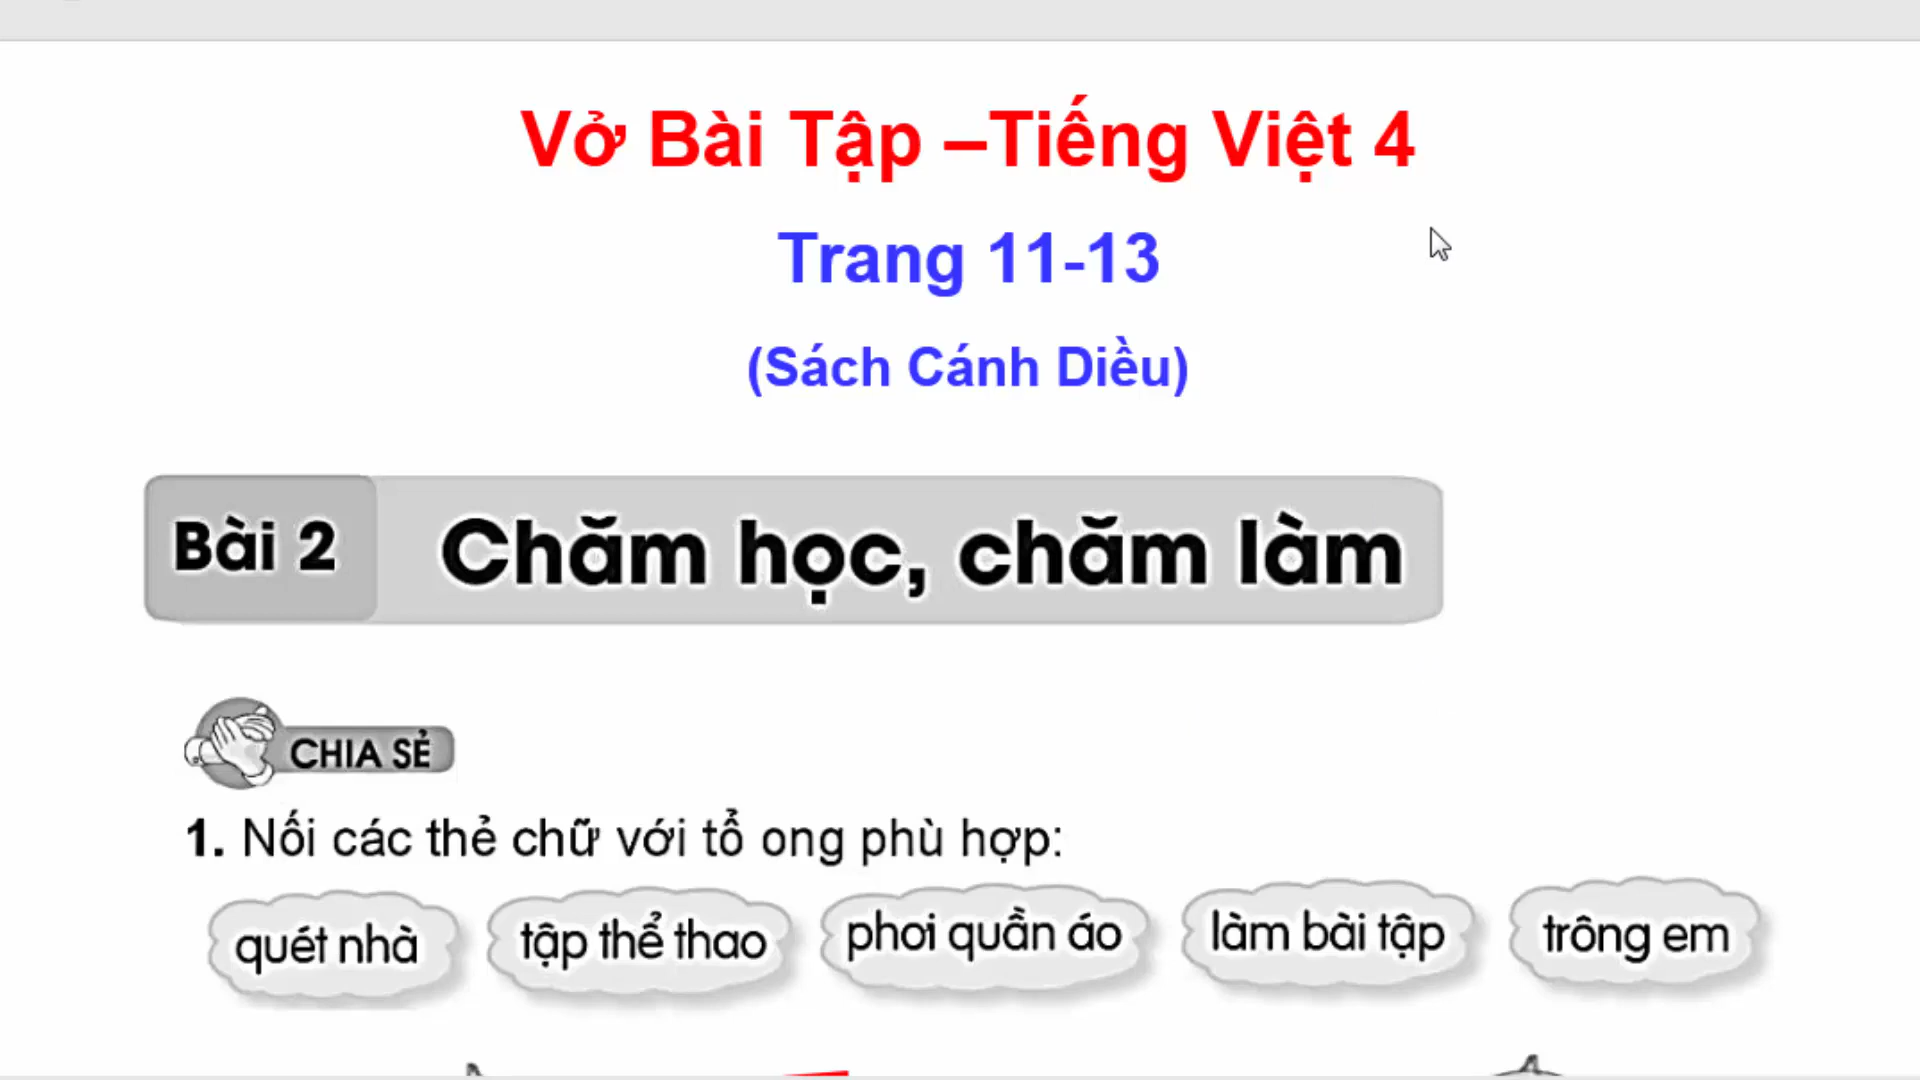 Vở Bài Tập –Tiếng Việt 4
Trang 11-13
(Sách Cánh Diều)
Bài 2 Chăm học, chăm làm
CHIA SẺ
1. Nối các thẻ chữ với tổ ong phù hợp:
quét nhà tập thể thao phơi quần áo làm bài tập trông em